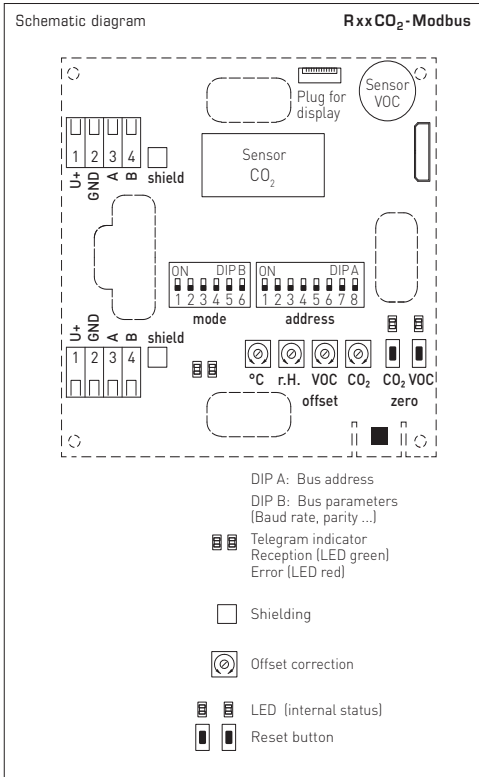 Schematic diagram RxxCO₂-Modbus
Plug for
display
Sensor
VOC
Sensor
CO₂
1 2 3 4
U+ GND A B shield
ON DIP B
1 2 3 4 5 6
mode
ON DIP A
1 2 3 4 5 6 7 8
address
U+ GND A B shield
1 2 3 4
°C r.H. VOC CO₂ CO₂ VOC
offset zero
DIP A: Bus address
DIP B: Bus parameters
(Baud rate, parity ...)
Telegram indicator
Reception (LED green)
Error (LED red)
Shielding
Offset correction
LED (internal status)
Reset button